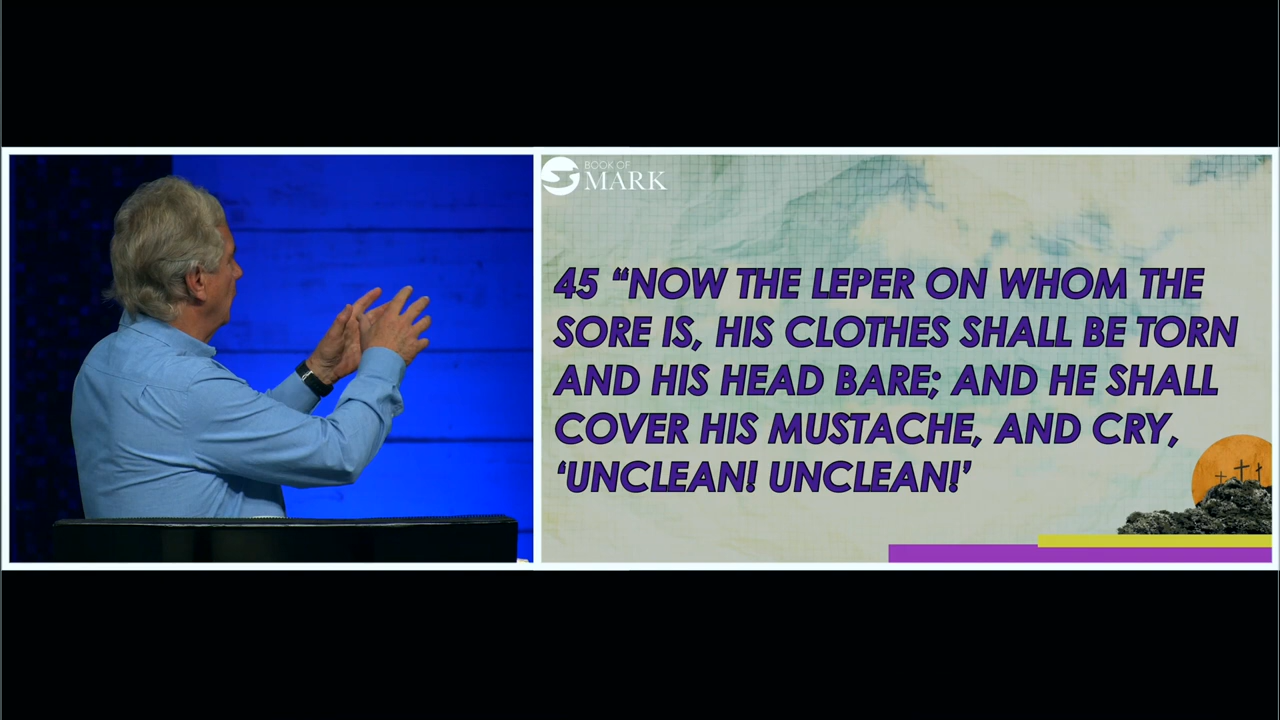 BOOK OF
MARK
45 “NOW THE LEPER ON WHOM THE
SORE IS, HIS CLOTHES SHALL BE TORN
AND HIS HEAD BARE; AND HE SHALL
COVER HIS MUSTACHE, AND CRY,
‘UNCLEAN! UNCLEAN!’